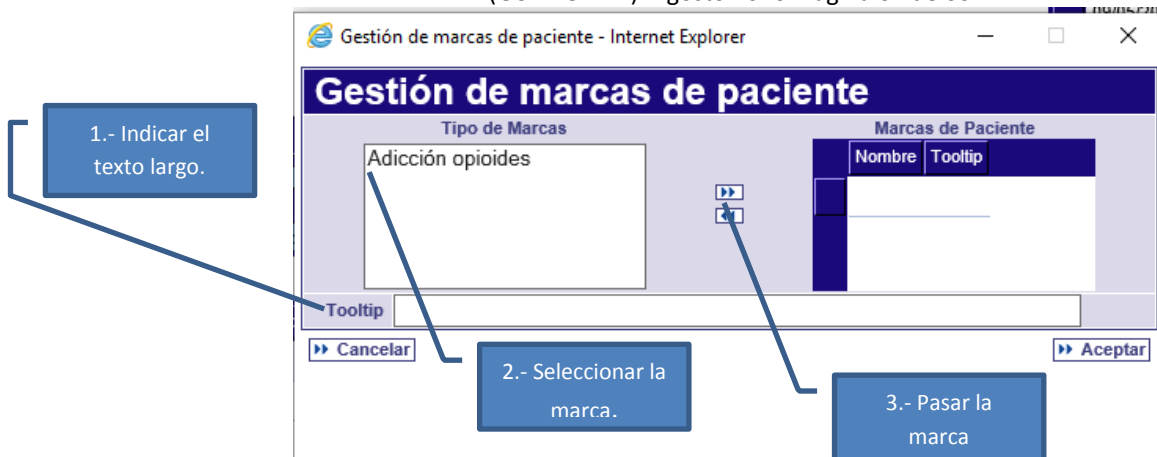 Gestión de marcas de paciente - Internet Explorer
Gestión de marcas de paciente
1.- Indicar el
texto largo.
Tipo de Marcas
Marcas de Paciente
Adicción opioides
Nombre Tooltip
Tooltip
Cancelar
Aceptar
2.- Seleccionar la
marca.
3.- Pasar la
marca